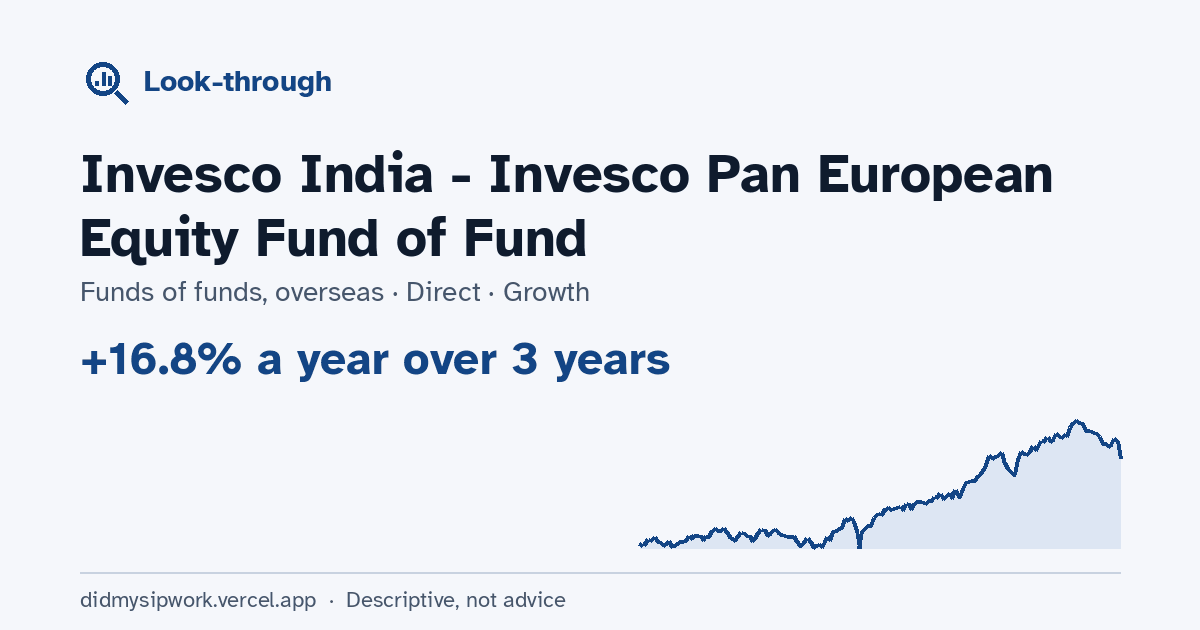 Look-through
Invesco India - Invesco Pan European
Equity Fund of Fund
Funds of funds, overseas · Direct · Growth
+16.8% a year over 3 years
didmysipwork.vercel.app · Descriptive, not advice